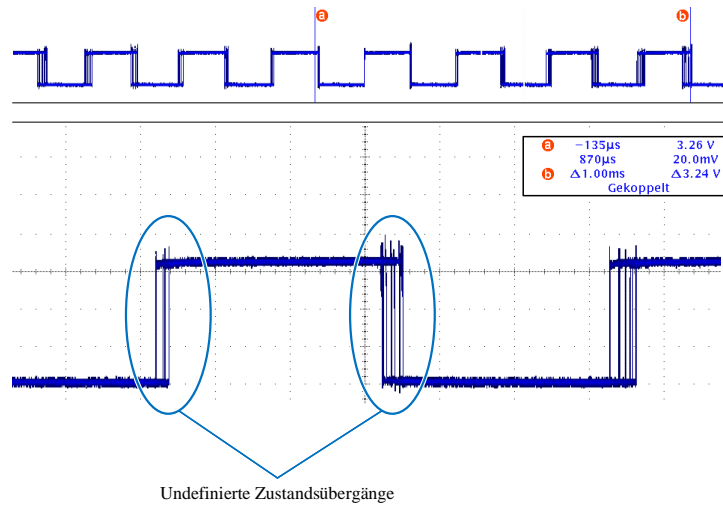 a
b
a −135µs 3.26 V
870µs 20.0mV
b Δ1.00ms Δ3.24 V
Gekoppelt
Undefinierte Zustandsübergänge